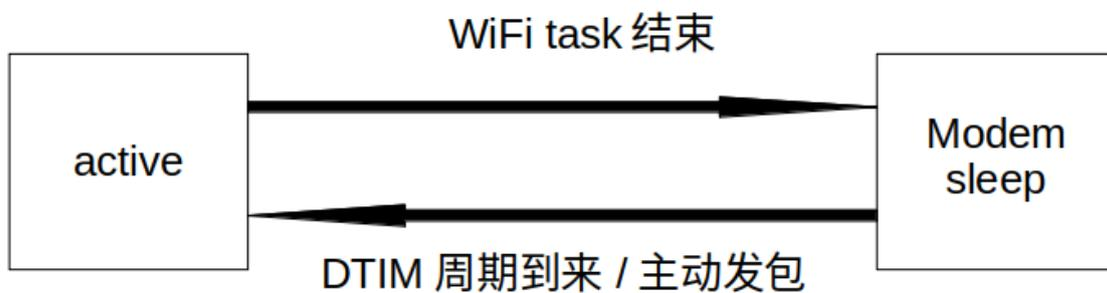 WiFi task 结束
active
Modem
sleep
DTIM 周期到来 / 主动发包